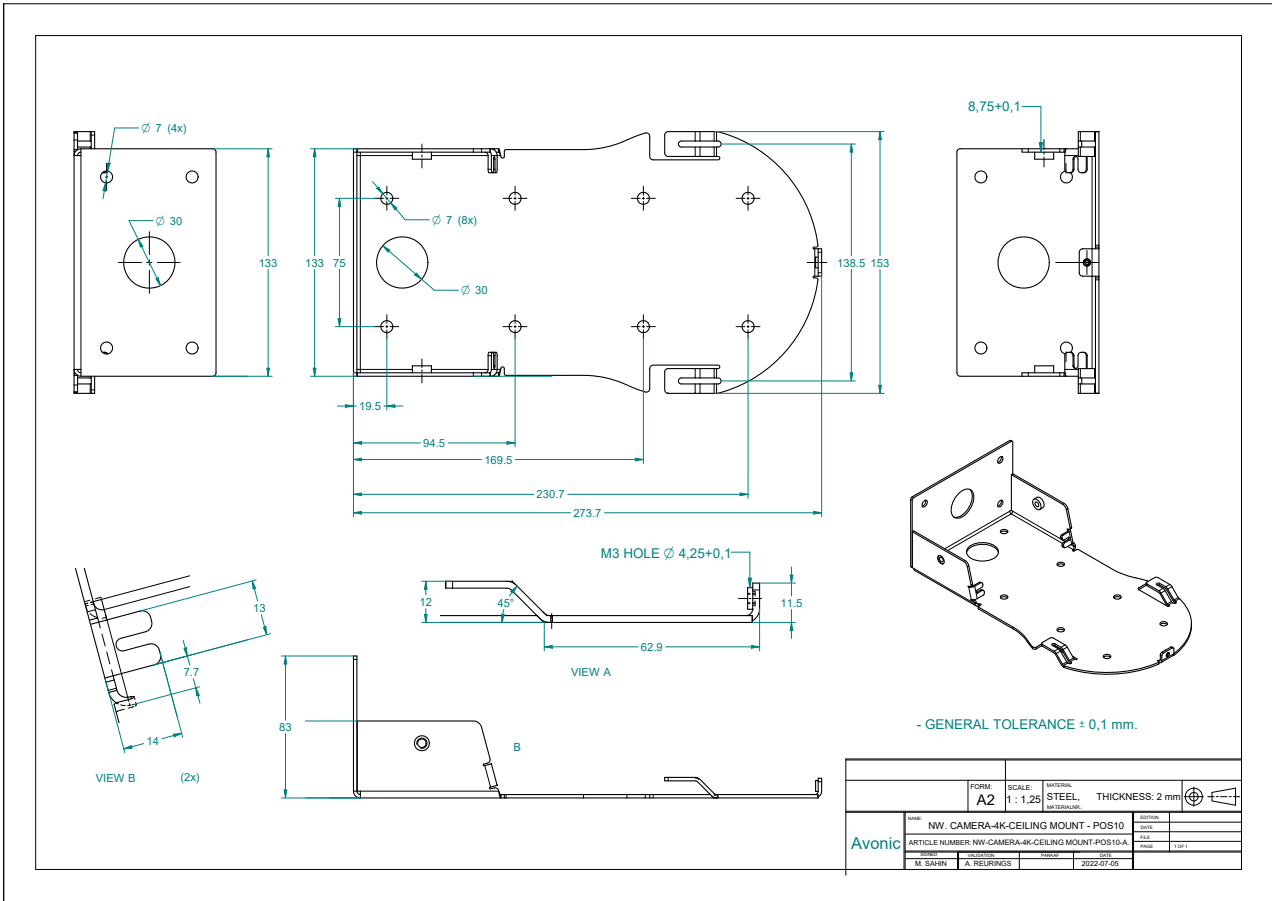 8,75+0,1
∅ 7 (4x)
∅ 30
133
133
75
∅ 7 (8x)
∅ 30
138.5
153
19.5
94.5
169.5
230.7
273.7
M3 HOLE ∅ 4,25+0,1
12
45°
11.5
62.9
VIEW A
13
7.7
14
VIEW B (2x)
83
B
- GENERAL TOLERANCE ± 0,1 mm.
FORM:
A2
SCALE:
1 : 1,25
MATERIAL
STEEL, THICKNESS: 2 mm
MATERIALNR.:
Avonic
NAME:
NW. CAMERA-4K-CEILING MOUNT - POS10
ARTICLE NUMBER: NW-CAMERA-4K-CEILING MOUNT-POS10-A.
SIGNED
M. SAHIN
VALIDATION
A. REURINGS
PARAAF
DATE
2022-07-05
EDITION
DATE
FILE
PAGE 1 OF 1